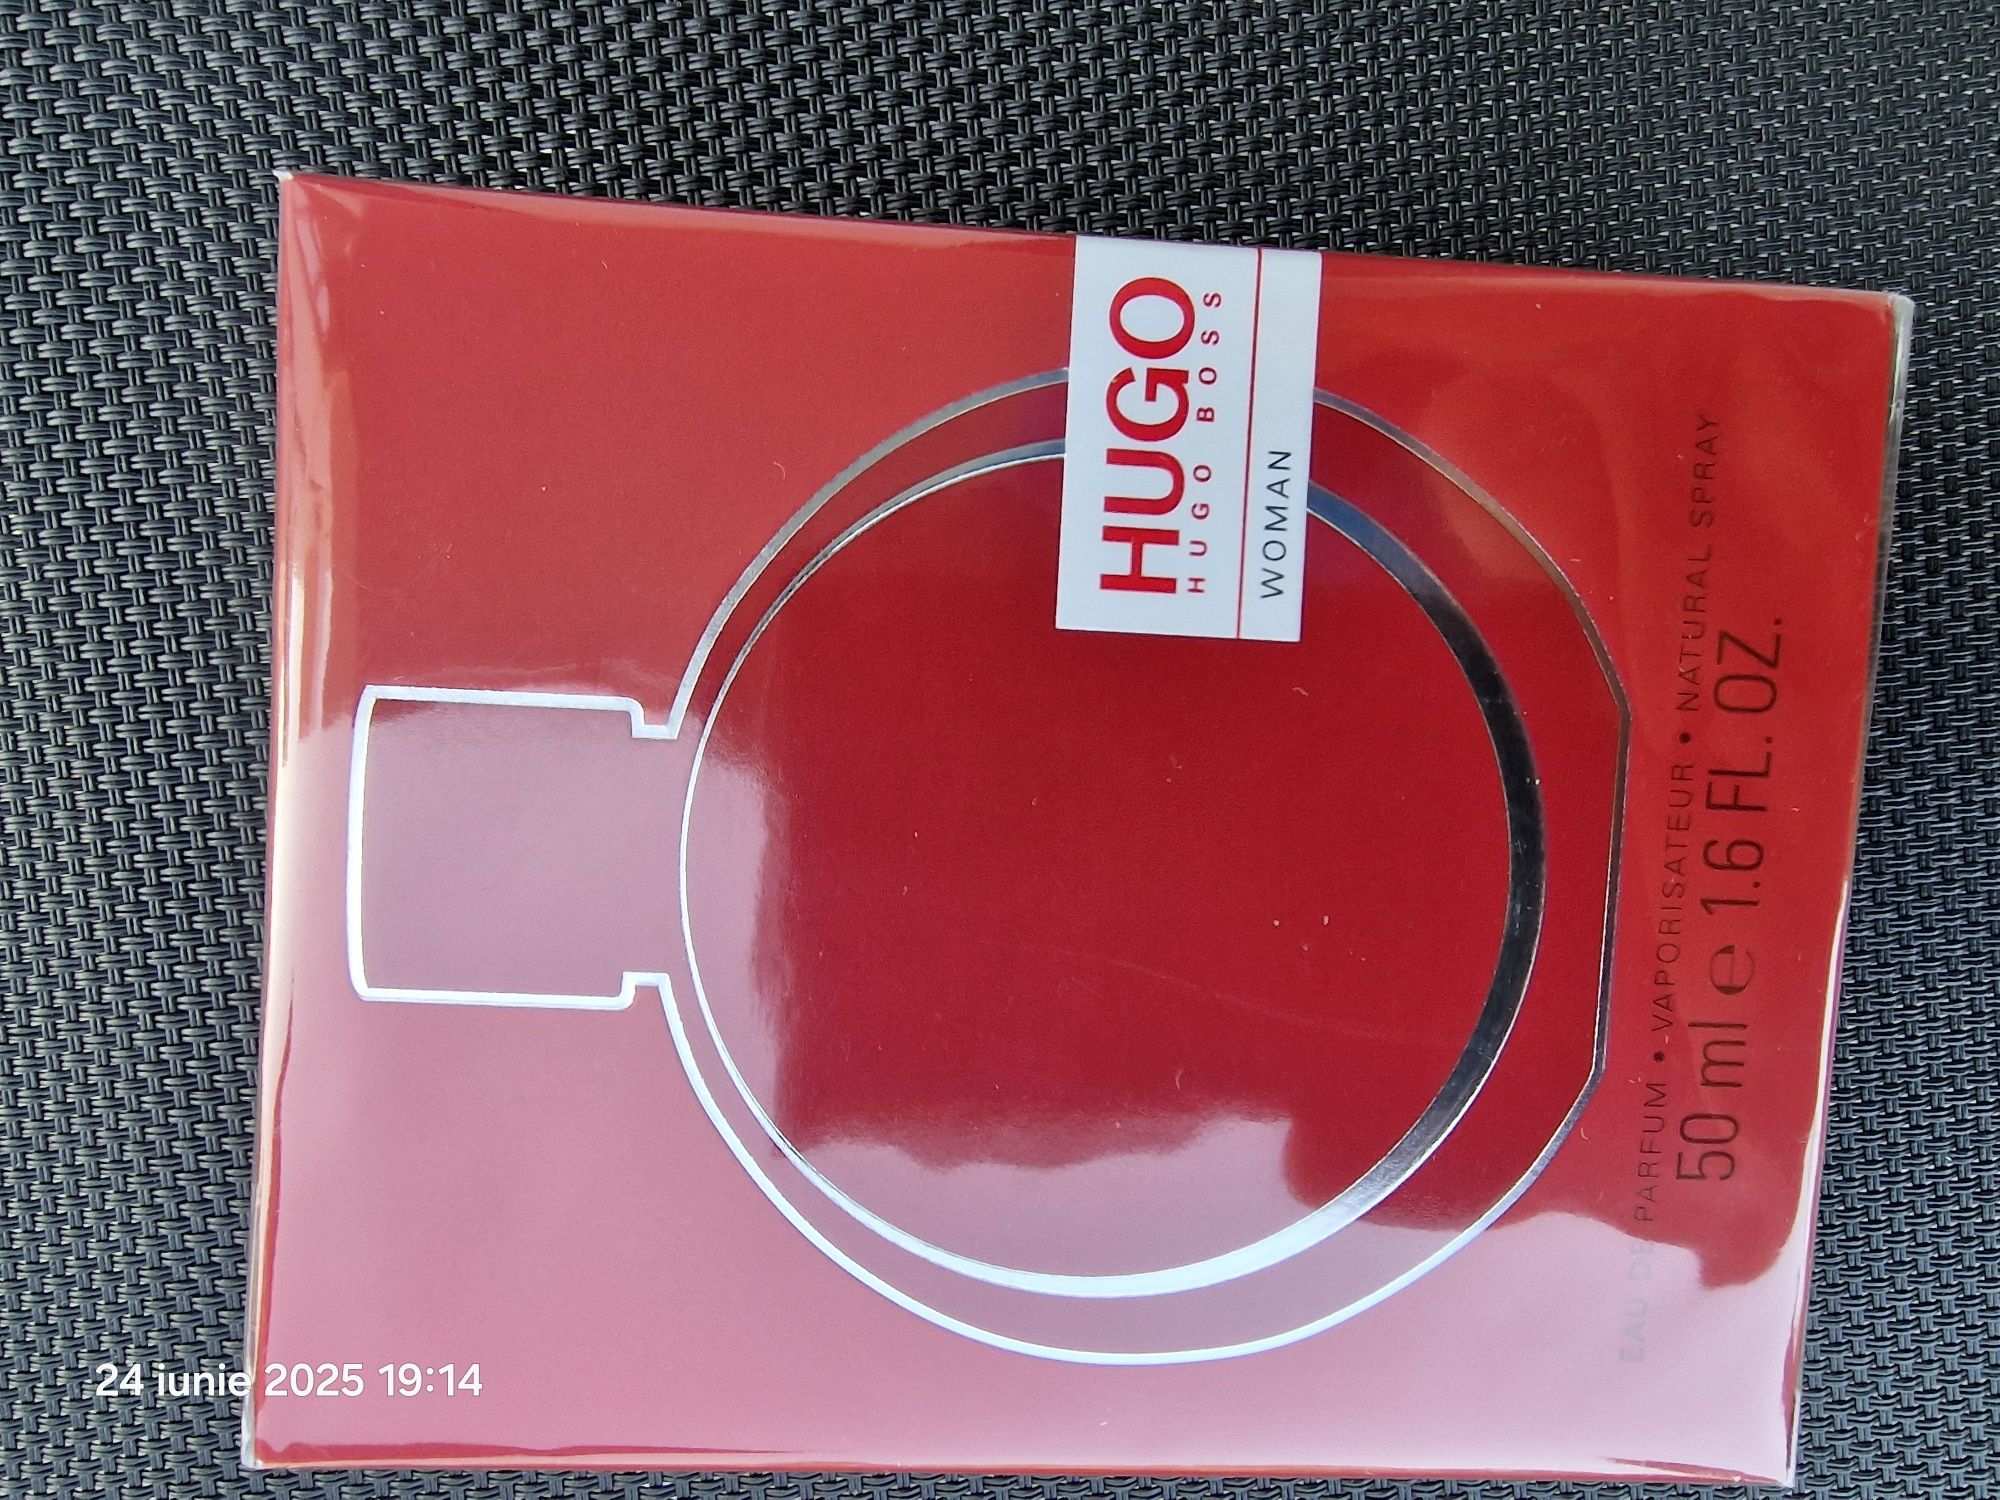 HUGO
HUGO BOSS
WOMAN
EAU DE PARFUM • VAPORISATEUR • NATURAL SPRAY
50 ml e 1.6 FL.OZ.
24 iunie 2025 19:14